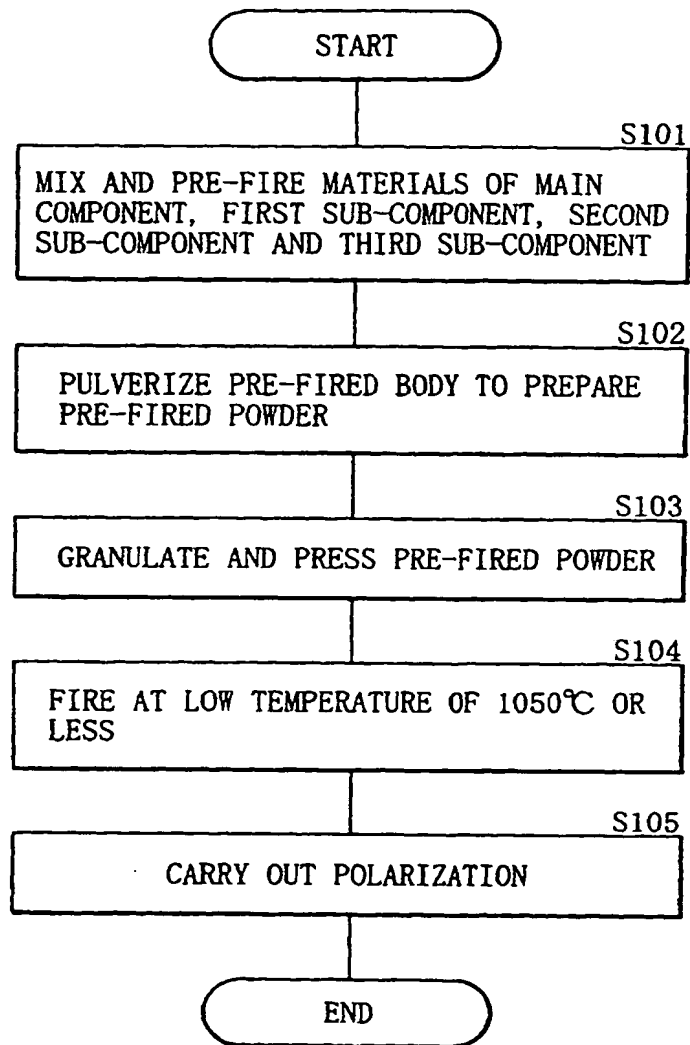 START
S101
MIX AND PRE-FIRE MATERIALS OF MAIN
COMPONENT, FIRST SUB-COMPONENT, SECOND
SUB-COMPONENT AND THIRD SUB-COMPONENT
S102
PULVERIZE PRE-FIRED BODY TO PREPARE
PRE-FIRED POWDER
S103
GRANULATE AND PRESS PRE-FIRED POWDER
S104
FIRE AT LOW TEMPERATURE OF 1050℃ OR
LESS
S105
CARRY OUT POLARIZATION
END